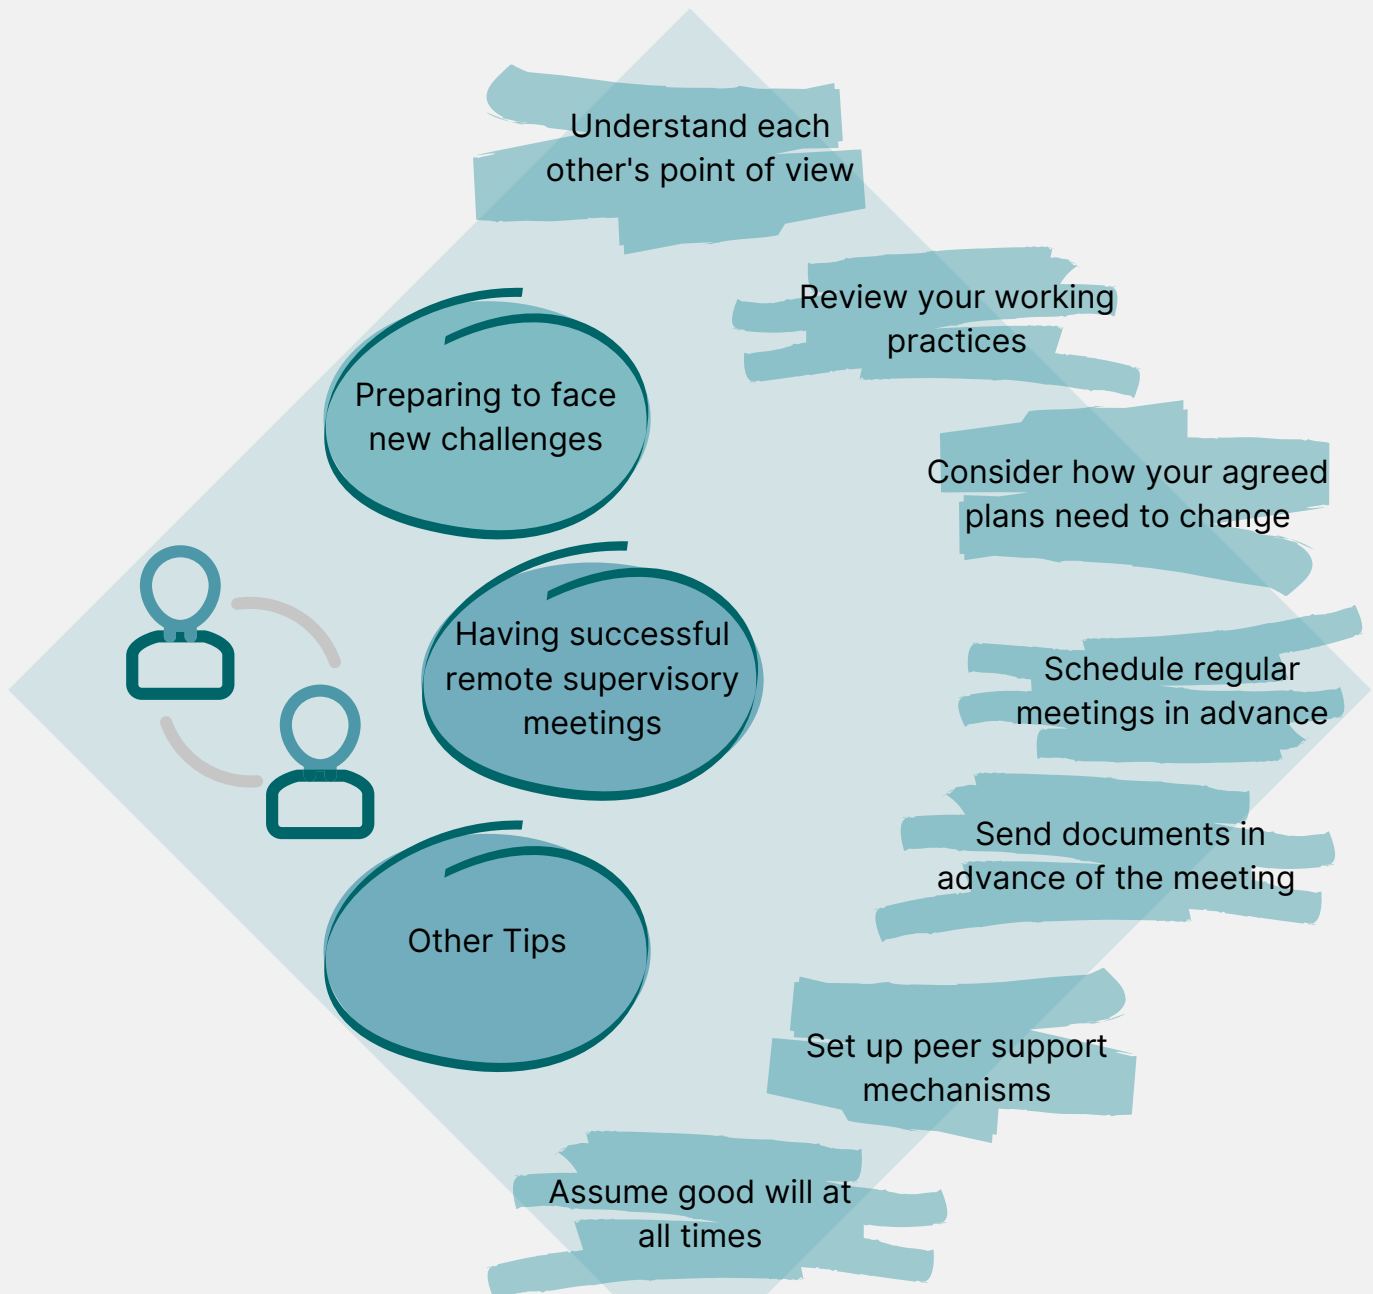 Understand each
other's point of view
Review your working
practices
Preparing to face
new challenges
Consider how your agreed
plans need to change
Having successful
remote supervisory
meetings
Schedule regular
meetings in advance
Send documents in
advance of the meeting
Other Tips
Set up peer support
mechanisms
Assume good will at
all times